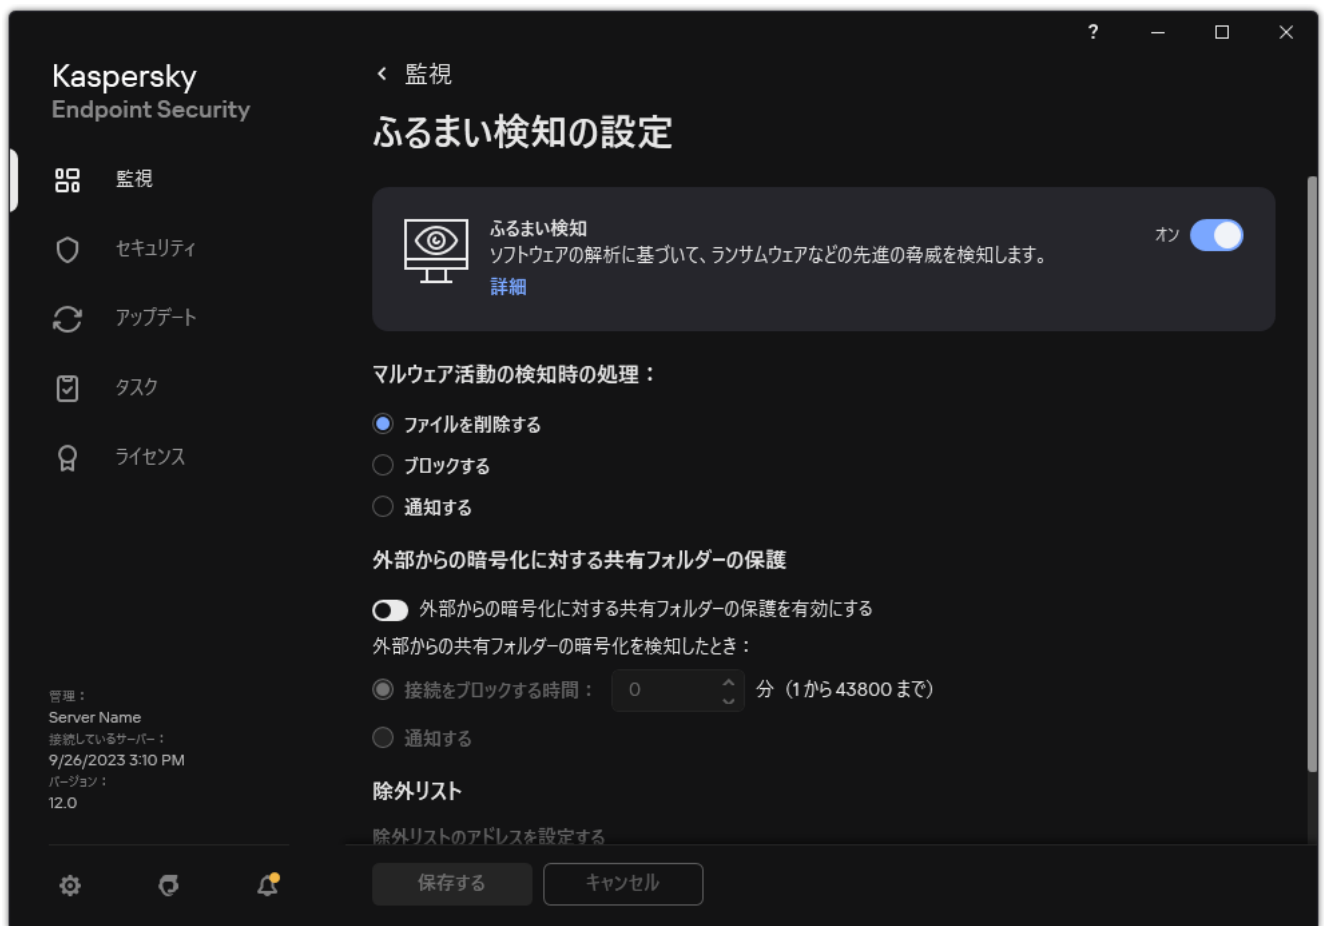 ?
Kaspersky
Endpoint Security
監視
セキュリティ
アップデート
タスク
ライセンス
管理：
Server Name
接続しているサーバー：
9/26/2023 3:10 PM
バージョン：
12.0
監視
ふるまい検知の設定
ふるまい検知
ソフトウェアの解析に基づいて、ランサムウェアなどの先進の脅威を検知します。
詳細
オン
マルウェア活動の検知時の処理：
ファイルを削除する
ブロックする
通知する
外部からの暗号化に対する共有フォルダーの保護
外部からの暗号化に対する共有フォルダーの保護を有効にする
外部からの共有フォルダーの暗号化を検知したとき：
接続をブロックする時間： 0 分（1 から 43800 まで）
通知する
除外リスト
除外リストのアドレスを設定する
保存する キャンセル